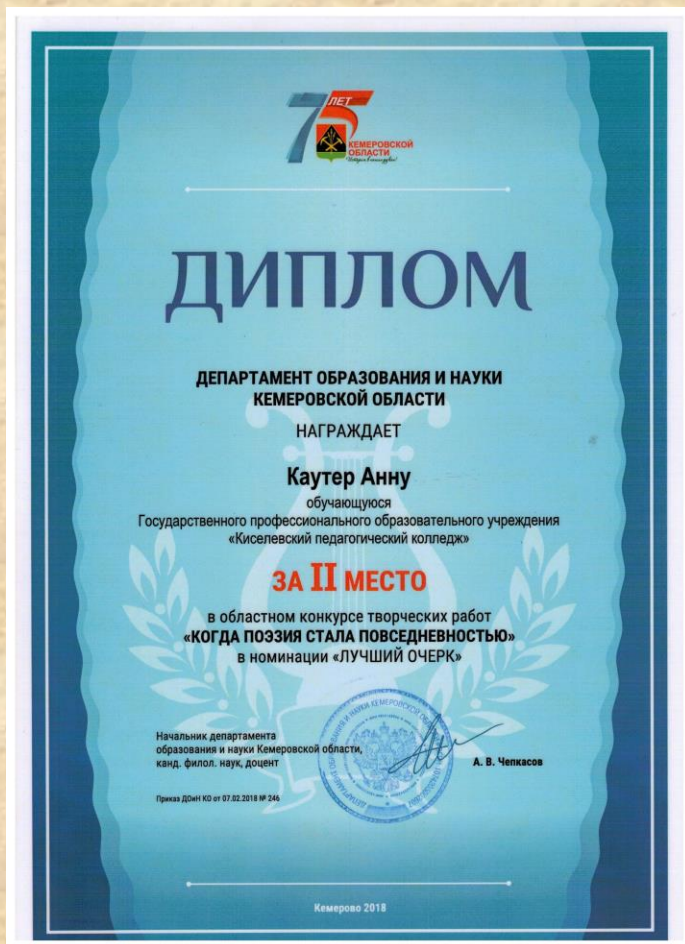 75
ЛЕТ
КЕМЕРОВСКОЙ
ОБЛАСТИ
ДИПЛОМ
ДЕПАРТАМЕНТ ОБРАЗОВАНИЯ И НАУКИ
КЕМЕРОВСКОЙ ОБЛАСТИ
НАГРАЖДАЕТ
Каутер Анну
обучающуюся
Государственного профессионального образовательного учреждения
«Киселевский педагогический колледж»
ЗА II МЕСТО
в областном конкурсе творческих работ
«КОГДА ПОЭЗИЯ СТАЛА ПОВСЕДНЕВНОСТЬЮ»
в номинации «ЛУЧШИЙ ОЧЕРК»
Начальник департамента
образования и науки Кемеровской области,
канд. филол. наук, доцент
А. В. Чепкасов
Приказ ДОиН КО от 07.02.2018 № 246
Кемерово 2018